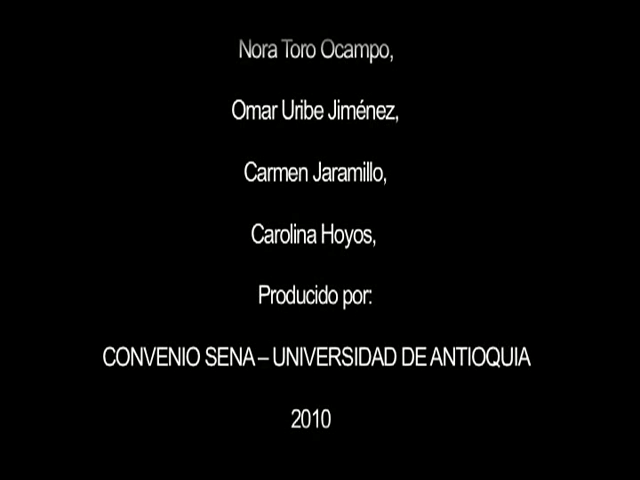 Nora Toro Ocampo,
Omar Uribe Jiménez,
Carmen Jaramillo,
Carolina Hoyos,
Producido por:
CONVENIO SENA – UNIVERSIDAD DE ANTIOQUIA
2010